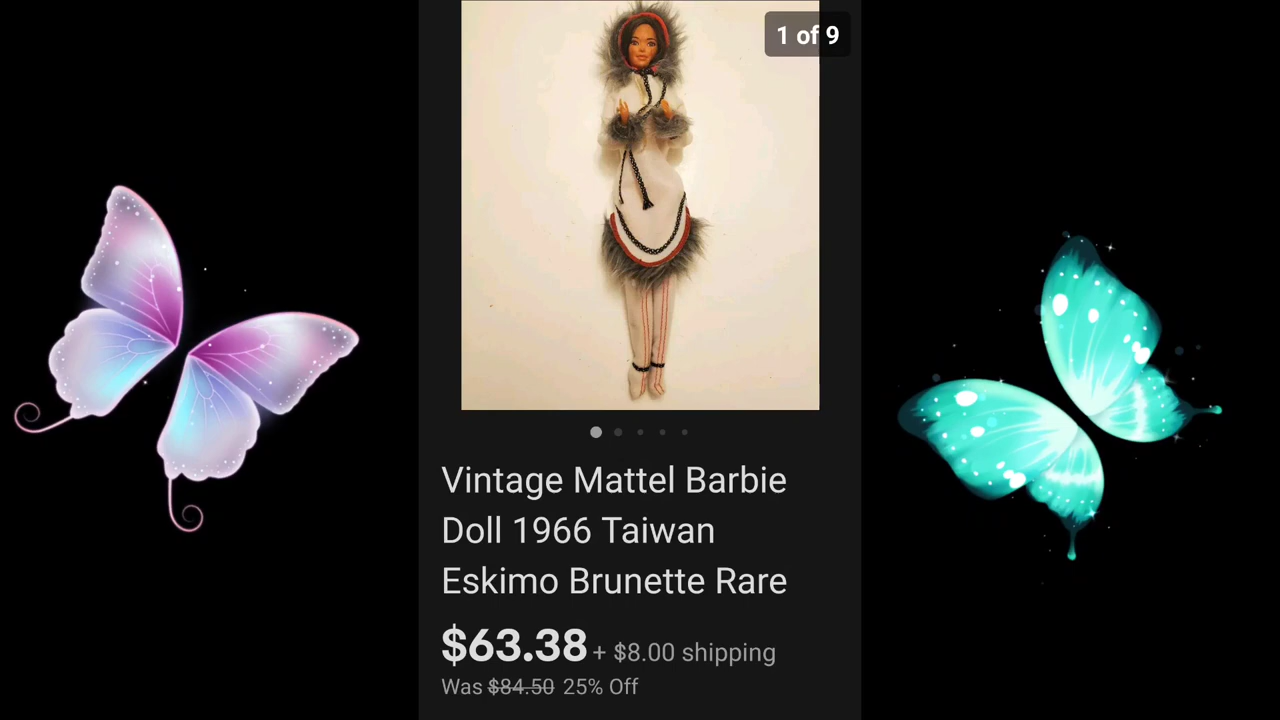 1 of 9
Vintage Mattel Barbie
Doll 1966 Taiwan
Eskimo Brunette Rare
$63.38 + $8.00 shipping
Was $84.50 25% Off